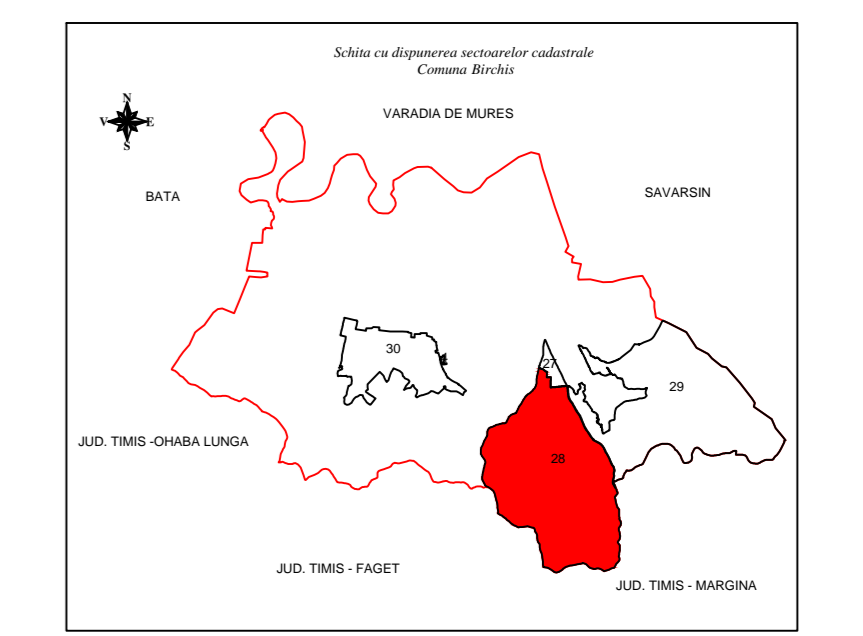 Schita cu dispunerea sectoarelor cadastrale
Comuna Birchis
N
V E
S
VARADIA DE MURES
BATA
SAVARSIN
30
27
29
JUD. TIMIS -OHABA LUNGA
28
JUD. TIMIS - FAGET
JUD. TIMIS - MARGINA